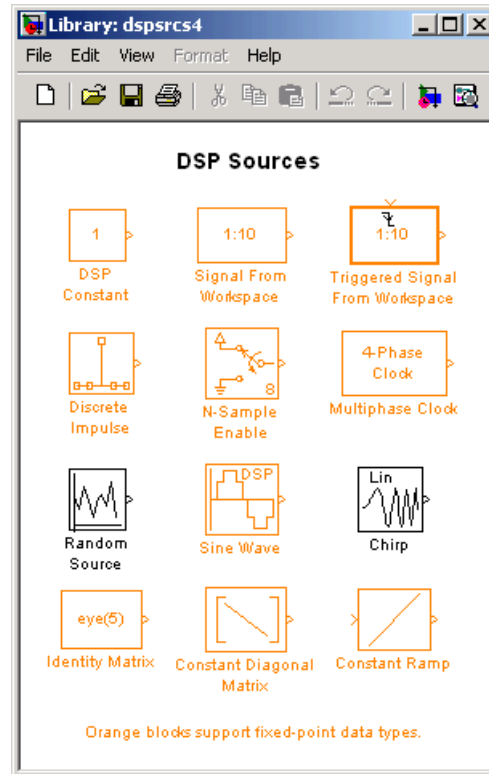 Library: dspsrcs4
File Edit View Format Help
DSP Sources
1
DSP
Constant
1:10
Signal From
Workspace
1:10
Triggered Signal
From Workspace
Discrete
Impulse
8
N-Sample
Enable
4-Phase
Clock
Multiphase Clock
Random
Source
DSP
Sine Wave
Lin
Chirp
eye(5)
Identity Matrix
Constant Diagonal
Matrix
Constant Ramp
Orange blocks support fixed-point data types.